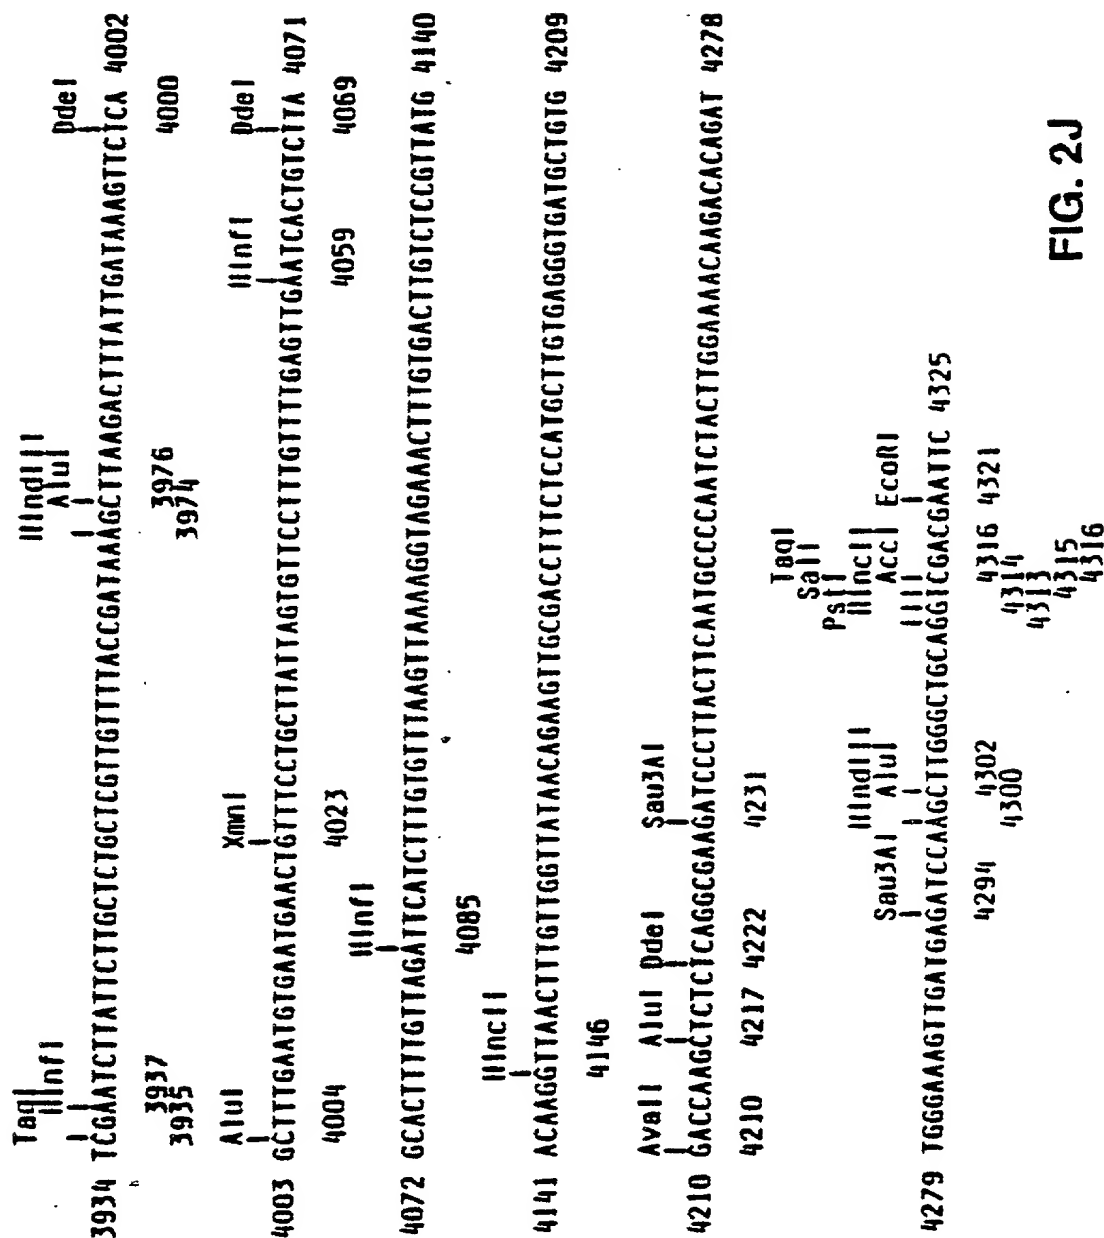 TaqI
HinfI
HindIII
AluI
DdeI
3934 TCGAATCTTATTCTTGCTCTGCTCGTTGTTTTACCGATAAAGCTTAAGACTTTATTGATAAAGTTCTCA 4002
3937 3976 4000
3935 3974
AluI XmnI HinfI DdeI
4003 GCTTTGAATGTGAATGAACTGTTTCCTGCTTATTAGTGTTCCTTTGTTTTGAGTTGAATCACTGTCTTA 4071
4004 4023 4059 4069
HinfI
4072 GCACTTTTGTTAGATTCATCTTTGTGTTTAAGTTAAAAGGTAGAAACTTTGTGACTTGTCTCCGTTATG 4140
4085
HincII
4141 ACAAGGTTAACTTTGTTGGTTATAACAGAAGTTGCGACCTTTCTCCATGCTTGTGAGGGTGATGCTGTG 4209
4146
AvaII AluI DdeI Sau3AI
4210 GACCAAGCTCTCTCAGGCGAAGATCCCTTACTTCAATGCCCCAATCTACTTGGAAAACAAGACACAGAT 4278
4210 4217 4222 4231
TaqI
SalI
PstI
HindIII HincII
Sau3AI AluI AccI EcoRI
4279 TGGGAAAGTTGATGAGATCCAAGCTTGGGCTGCAGGTCGACGAATTC 4325
4294 4302 4316 4321
4300 4314
4313
4315
4316
FIG. 2J